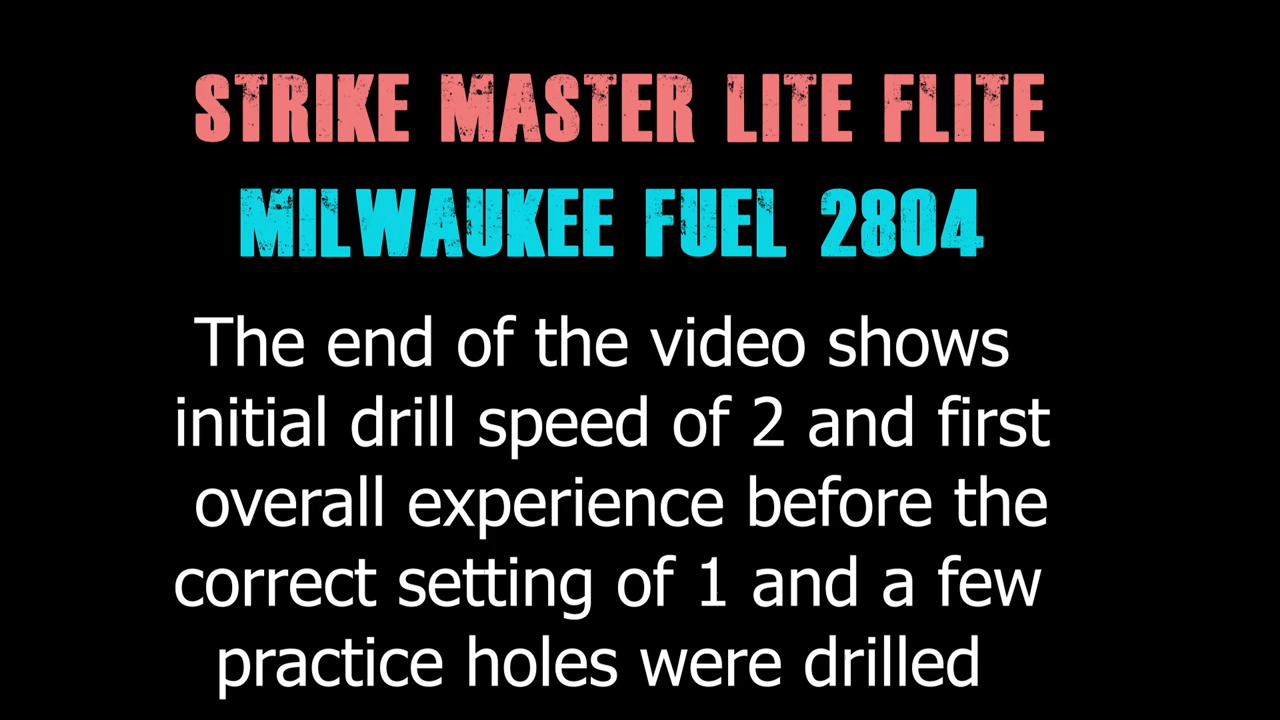 STRIKE MASTER LITE FLITE
MILWAUKEE FUEL 2804
The end of the video shows
initial drill speed of 2 and first
overall experience before the
correct setting of 1 and a few
practice holes were drilled